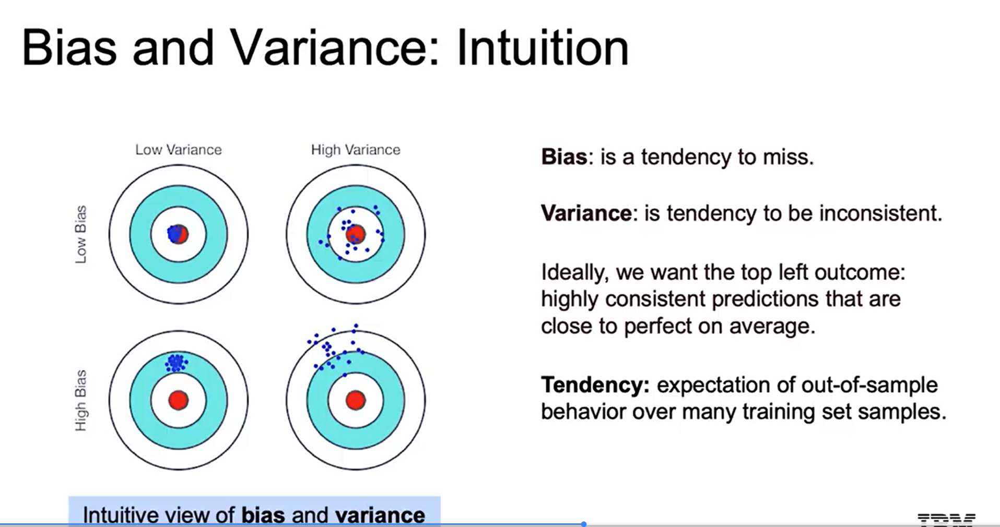 Bias and Variance: Intuition
Low Variance
High Variance
Low Bias
High Bias
Bias: is a tendency to miss.
Variance: is tendency to be inconsistent.
Ideally, we want the top left outcome:
highly consistent predictions that are
close to perfect on average.
Tendency: expectation of out-of-sample
behavior over many training set samples.
Intuitive view of bias and variance
IBM